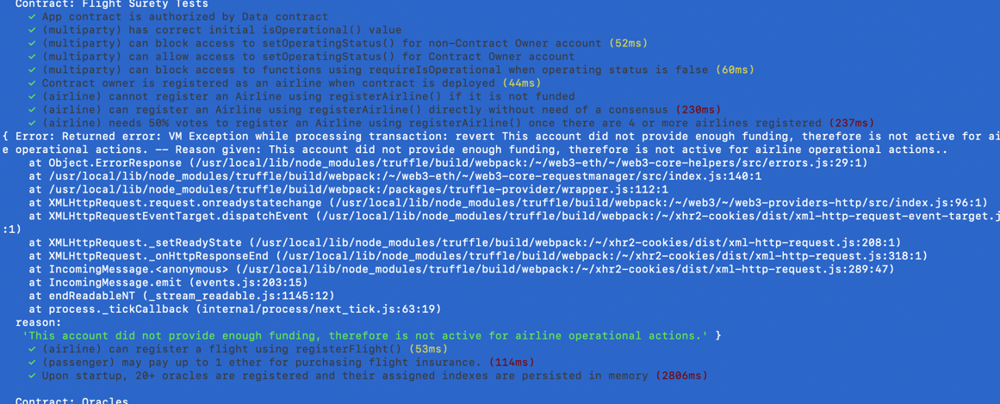 Contract: Flight Surety Tests
✓ App contract is authorized by Data contract
✓ (multiparty) has correct initial isOperational() value
✓ (multiparty) can block access to setOperatingStatus() for non-Contract Owner account (52ms)
✓ (multiparty) can allow access to setOperatingStatus() for Contract Owner account
✓ (multiparty) can block access to functions using requireIsOperational when operating status is false (60ms)
✓ Contract owner is registered as an airline when contract is deployed (44ms)
✓ (airline) cannot register an Airline using registerAirline() if it is not funded
✓ (airline) can register an Airline using registerAirline() directly without need of a consensus (230ms)
✓ (airline) needs 50% votes to register an Airline using registerAirline() once there are 4 or more airlines registered (237ms)
{ Error: Returned error: VM Exception while processing transaction: revert This account did not provide enough funding, therefore is not active for ai
e operational actions. -- Reason given: This account did not provide enough funding, therefore is not active for airline operational actions..
at Object.ErrorResponse (/usr/local/lib/node_modules/truffle/build/webpack:/~/web3-eth/~/web3-core-helpers/src/errors.js:29:1)
at /usr/local/lib/node_modules/truffle/build/webpack:/~/web3-eth/~/web3-core-requestmanager/src/index.js:140:1
at /usr/local/lib/node_modules/truffle/build/webpack:/packages/truffle-provider/wrapper.js:112:1
at XMLHttpRequest.request.onreadystatechange (/usr/local/lib/node_modules/truffle/build/webpack:/~/web3/~/web3-providers-http/src/index.js:96:1)
at XMLHttpRequestEventTarget.dispatchEvent (/usr/local/lib/node_modules/truffle/build/webpack:/~/xhr2-cookies/dist/xml-http-request-event-target.j
:1)
at XMLHttpRequest._setReadyState (/usr/local/lib/node_modules/truffle/build/webpack:/~/xhr2-cookies/dist/xml-http-request.js:208:1)
at XMLHttpRequest._onHttpResponseEnd (/usr/local/lib/node_modules/truffle/build/webpack:/~/xhr2-cookies/dist/xml-http-request.js:318:1)
at IncomingMessage.<anonymous> (/usr/local/lib/node_modules/truffle/build/webpack:/~/xhr2-cookies/dist/xml-http-request.js:289:47)
at IncomingMessage.emit (events.js:203:15)
at endReadableNT (_stream_readable.js:1145:12)
at process._tickCallback (internal/process/next_tick.js:63:19)
reason:
'This account did not provide enough funding, therefore is not active for airline operational actions.' }
✓ (airline) can register a flight using registerFlight() (53ms)
✓ (passenger) may pay up to 1 ether for purchasing flight insurance. (114ms)
✓ Upon startup, 20+ oracles are registered and their assigned indexes are persisted in memory (2806ms)
Contract: Oracles